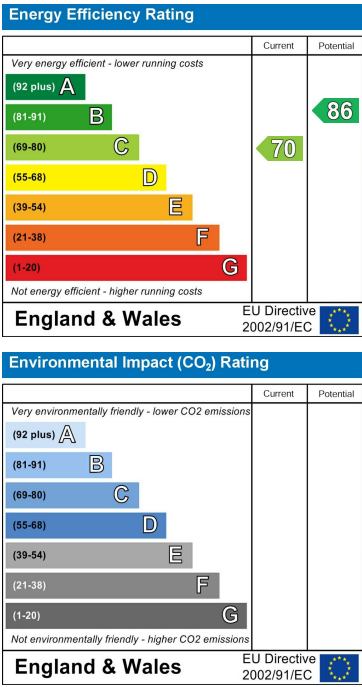 Energy Efficiency Rating
Current Potential
Very energy efficient - lower running costs
(92 plus) A
(81-91) B
86
(69-80) C
70
(55-68) D
(39-54) E
(21-38) F
(1-20) G
Not energy efficient - higher running costs
England & Wales
EU Directive
2002/91/EC
Environmental Impact (CO₂) Rating
Current Potential
Very environmentally friendly - lower CO2 emissions
(92 plus) A
(81-91) B
(69-80) C
(55-68) D
(39-54) E
(21-38) F
(1-20) G
Not environmentally friendly - higher CO2 emissions
England & Wales
EU Directive
2002/91/EC